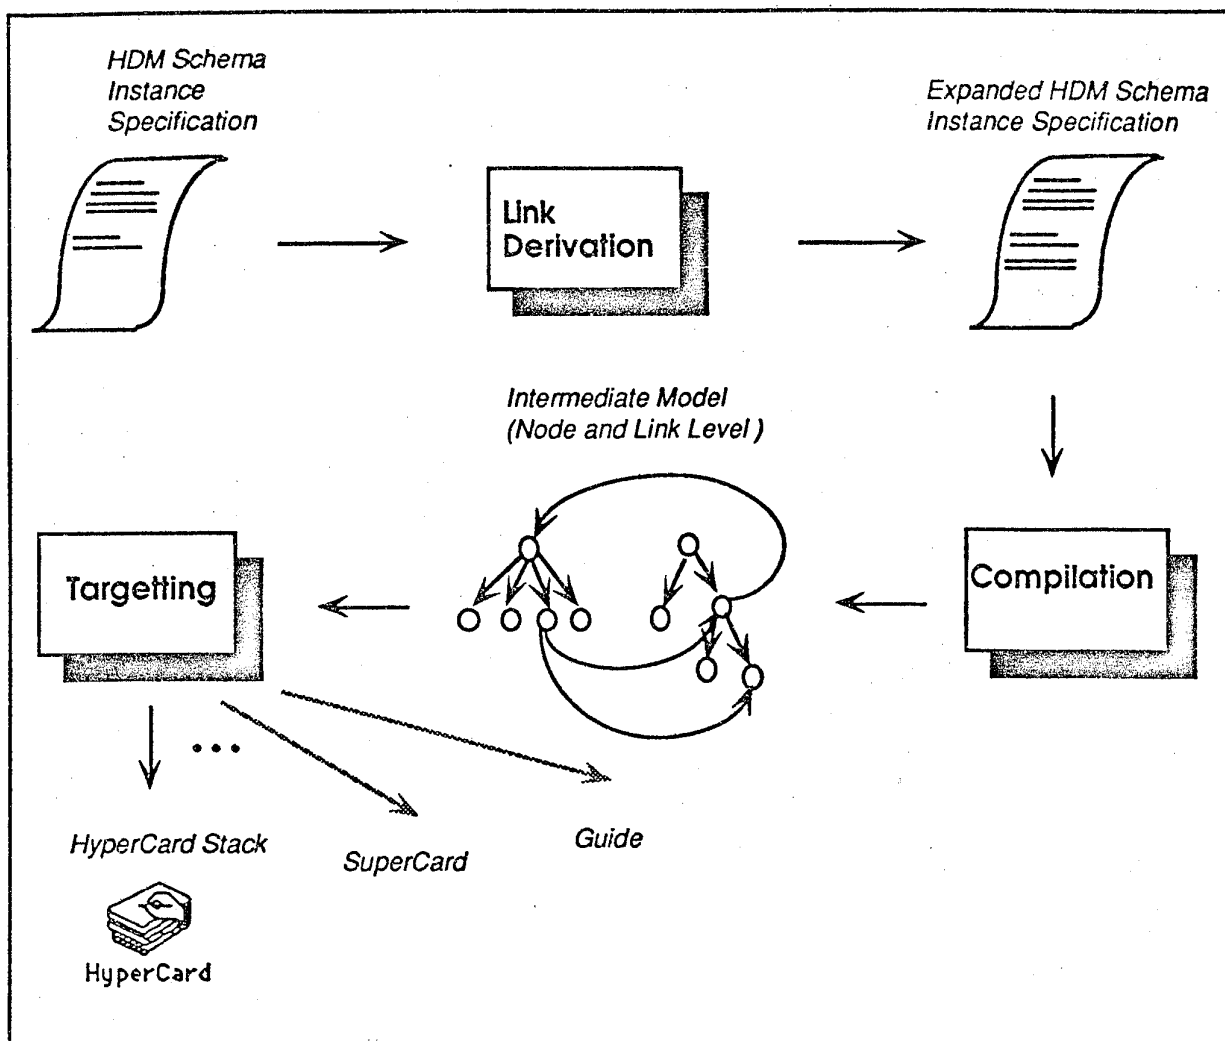 HDM Schema
Instance
Specification
Expanded HDM Schema
Instance Specification
Link
Derivation
Intermediate Model
(Node and Link Level )
Targetting
Compilation
• • •
HyperCard Stack
SuperCard
Guide
HyperCard